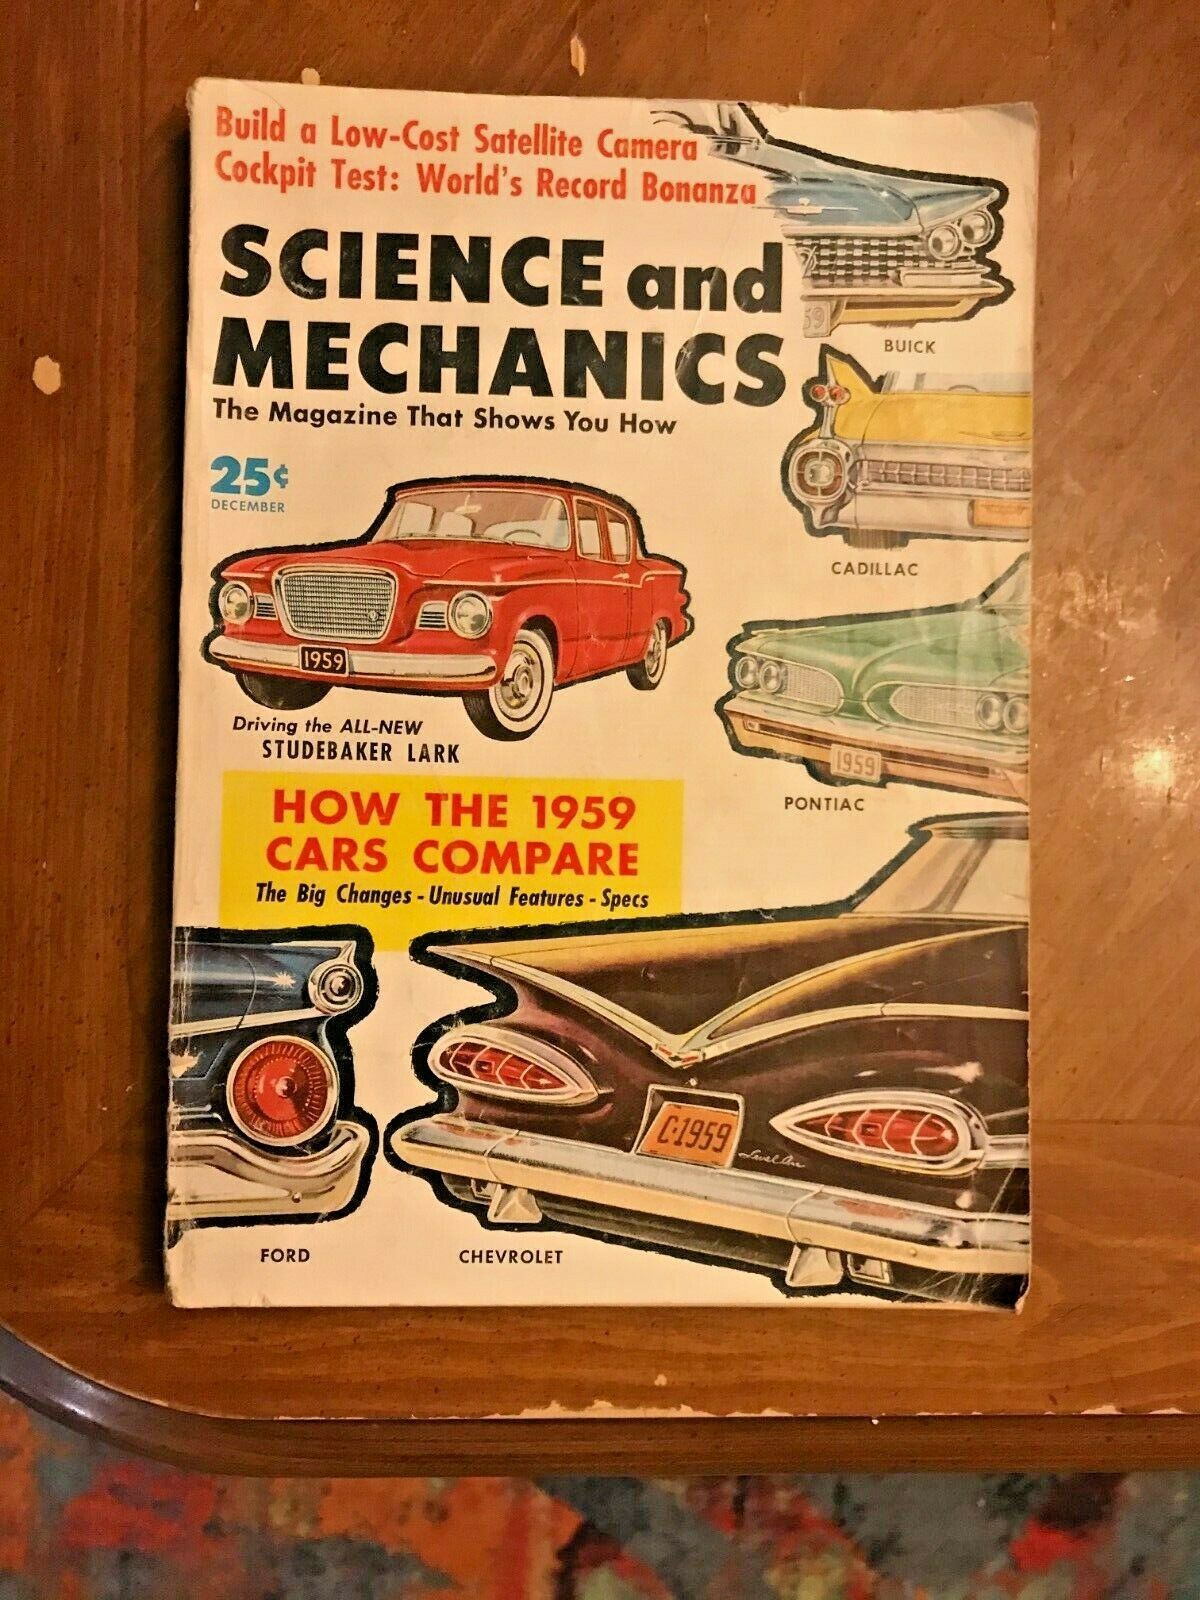 Build a Low-Cost Satellite Camera
Cockpit Test: World's Record Bonanza
SCIENCE and
MECHANICS
The Magazine That Shows You How
25¢
DECEMBER
59
BUICK
CADILLAC
1959
Driving the ALL-NEW
STUDEBAKER LARK
1959
PONTIAC
HOW THE 1959
CARS COMPARE
The Big Changes - Unusual Features - Specs
C·1959
FORD
CHEVROLET